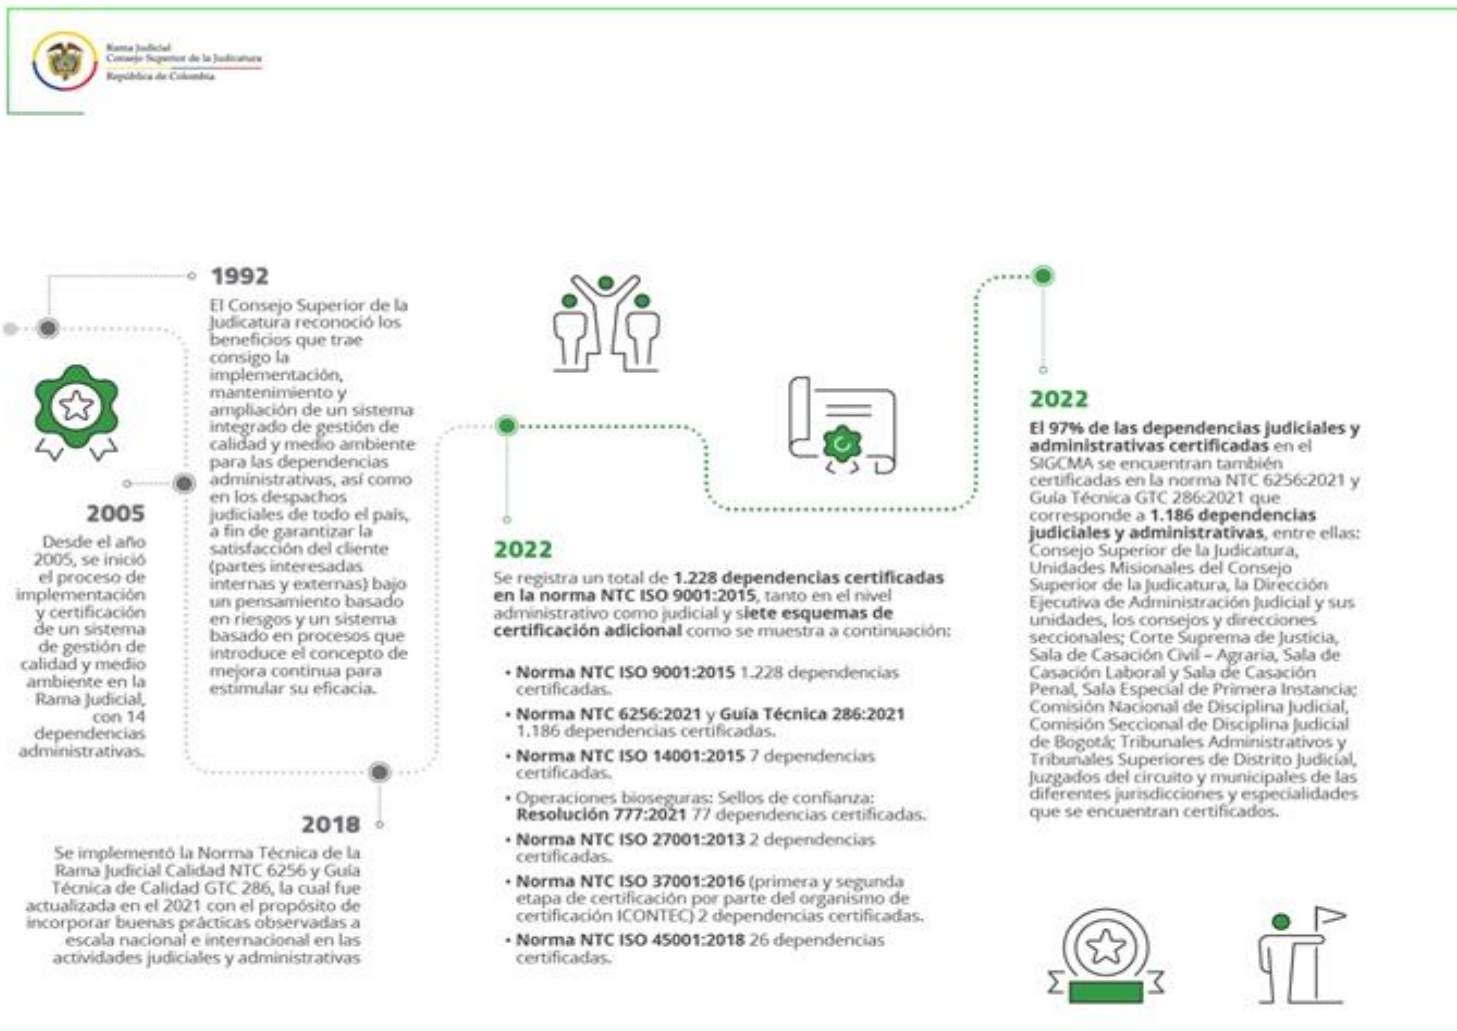 Rama Judicial
Consejo Superior de la Judicatura
República de Colombia
1992
El Consejo Superior de la
Judicatura reconoció los
beneficios que trae
consigo la
implementación,
mantenimiento y
ampliación de un sistema
integrado de gestión de
calidad y medio ambiente
para las dependencias
administrativas, así como
en los despachos
judiciales de todo el país,
a fin de garantizar la
satisfacción del cliente
(partes interesadas
internas y externas) bajo
un pensamiento basado
en riesgos y un sistema
basado en procesos que
introduce el concepto de
mejora continua para
estimular su eficacia.
2005
Desde el año
2005, se inició
el proceso de
implementación
y certificación
de un sistema
de gestión de
calidad y medio
ambiente en la
Rama Judicial,
con 14
dependencias
administrativas.
2018
Se implementó la Norma Técnica de la
Rama Judicial Calidad NTC 6256 y Guía
Técnica de Calidad GTC 286, la cual fue
actualizada en el 2021 con el propósito de
incorporar buenas prácticas observadas a
escala nacional e internacional en las
actividades judiciales y administrativas
2022
Se registra un total de 1.228 dependencias certificadas
en la norma NTC ISO 9001:2015, tanto en el nivel
administrativo como judicial y siete esquemas de
certificación adicional como se muestra a continuación:
• Norma NTC ISO 9001:2015 1.228 dependencias
certificadas.
• Norma NTC 6256:2021 y Guía Técnica 286:2021
1.186 dependencias certificadas.
• Norma NTC ISO 14001:2015 7 dependencias
certificadas.
• Operaciones bioseguras: Sellos de confianza:
Resolución 777:2021 77 dependencias certificadas.
• Norma NTC ISO 27001:2013 2 dependencias
certificadas.
• Norma NTC ISO 37001:2016 (primera y segunda
etapa de certificación por parte del organismo de
certificación ICONTEC) 2 dependencias certificadas.
• Norma NTC ISO 45001:2018 26 dependencias
certificadas.
2022
El 97% de las dependencias judiciales y
administrativas certificadas en el
SIGCMA se encuentran también
certificadas en la norma NTC 6256:2021 y
Guía Técnica GTC 286:2021 que
corresponde a 1.186 dependencias
judiciales y administrativas, entre ellas:
Consejo Superior de la Judicatura,
Unidades Misionales del Consejo
Superior de la Judicatura, la Dirección
Ejecutiva de Administración Judicial y sus
unidades, los consejos y direcciones
seccionales; Corte Suprema de Justicia,
Sala de Casación Civil – Agraria, Sala de
Casación Laboral y Sala de Casación
Penal, Sala Especial de Primera Instancia;
Comisión Nacional de Disciplina Judicial,
Comisión Seccional de Disciplina Judicial
de Bogotá; Tribunales Administrativos y
Tribunales Superiores de Distrito Judicial,
Juzgados del circuito y municipales de las
diferentes jurisdicciones y especialidades
que se encuentran certificados.